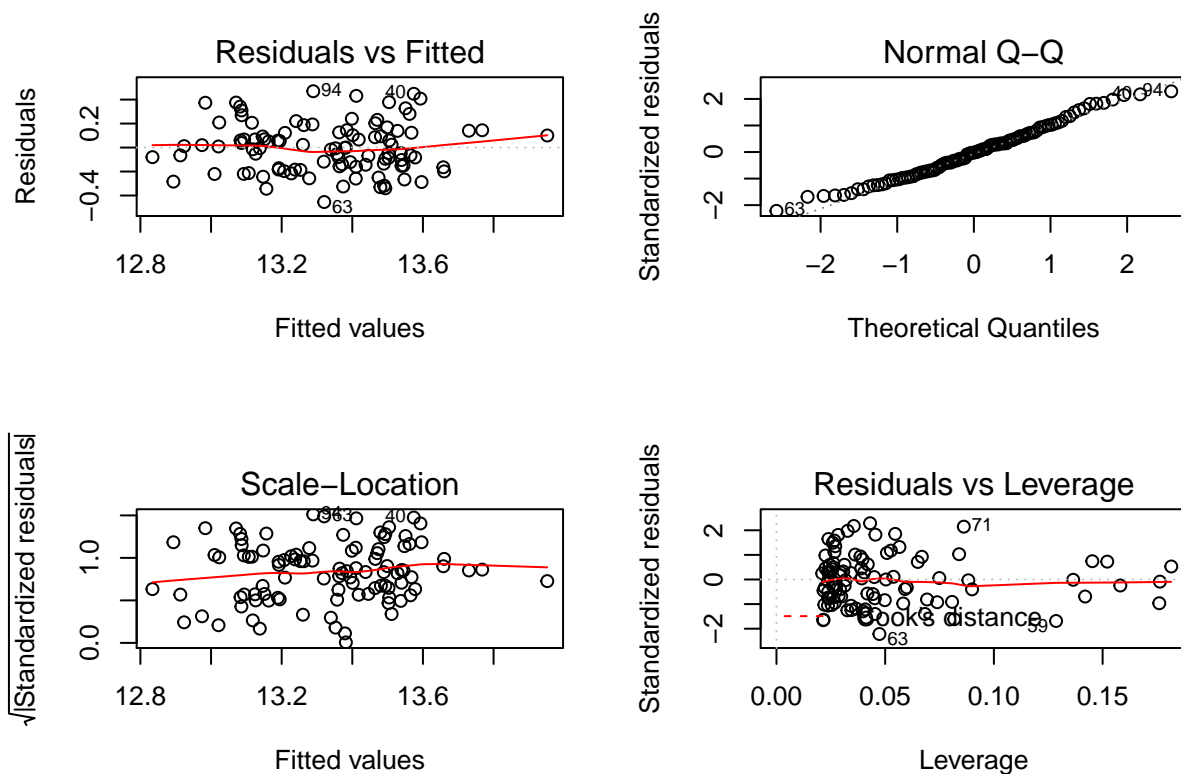 Residuals vs Fitted
Residuals
0.2
−0.4
94
40
63
12.8
13.2
13.6
Fitted values
Normal Q−Q
Standardized residuals
2
0
−2
40
94
63
−2
−1
0
1
2
Theoretical Quantiles
Scale−Location
√|Standardized residuals|
1.0
0.0
94
63
40
12.8
13.2
13.6
Fitted values
Residuals vs Leverage
Standardized residuals
2
0
−2
71
Cook's distance
59
63
0.00
0.05
0.10
0.15
Leverage